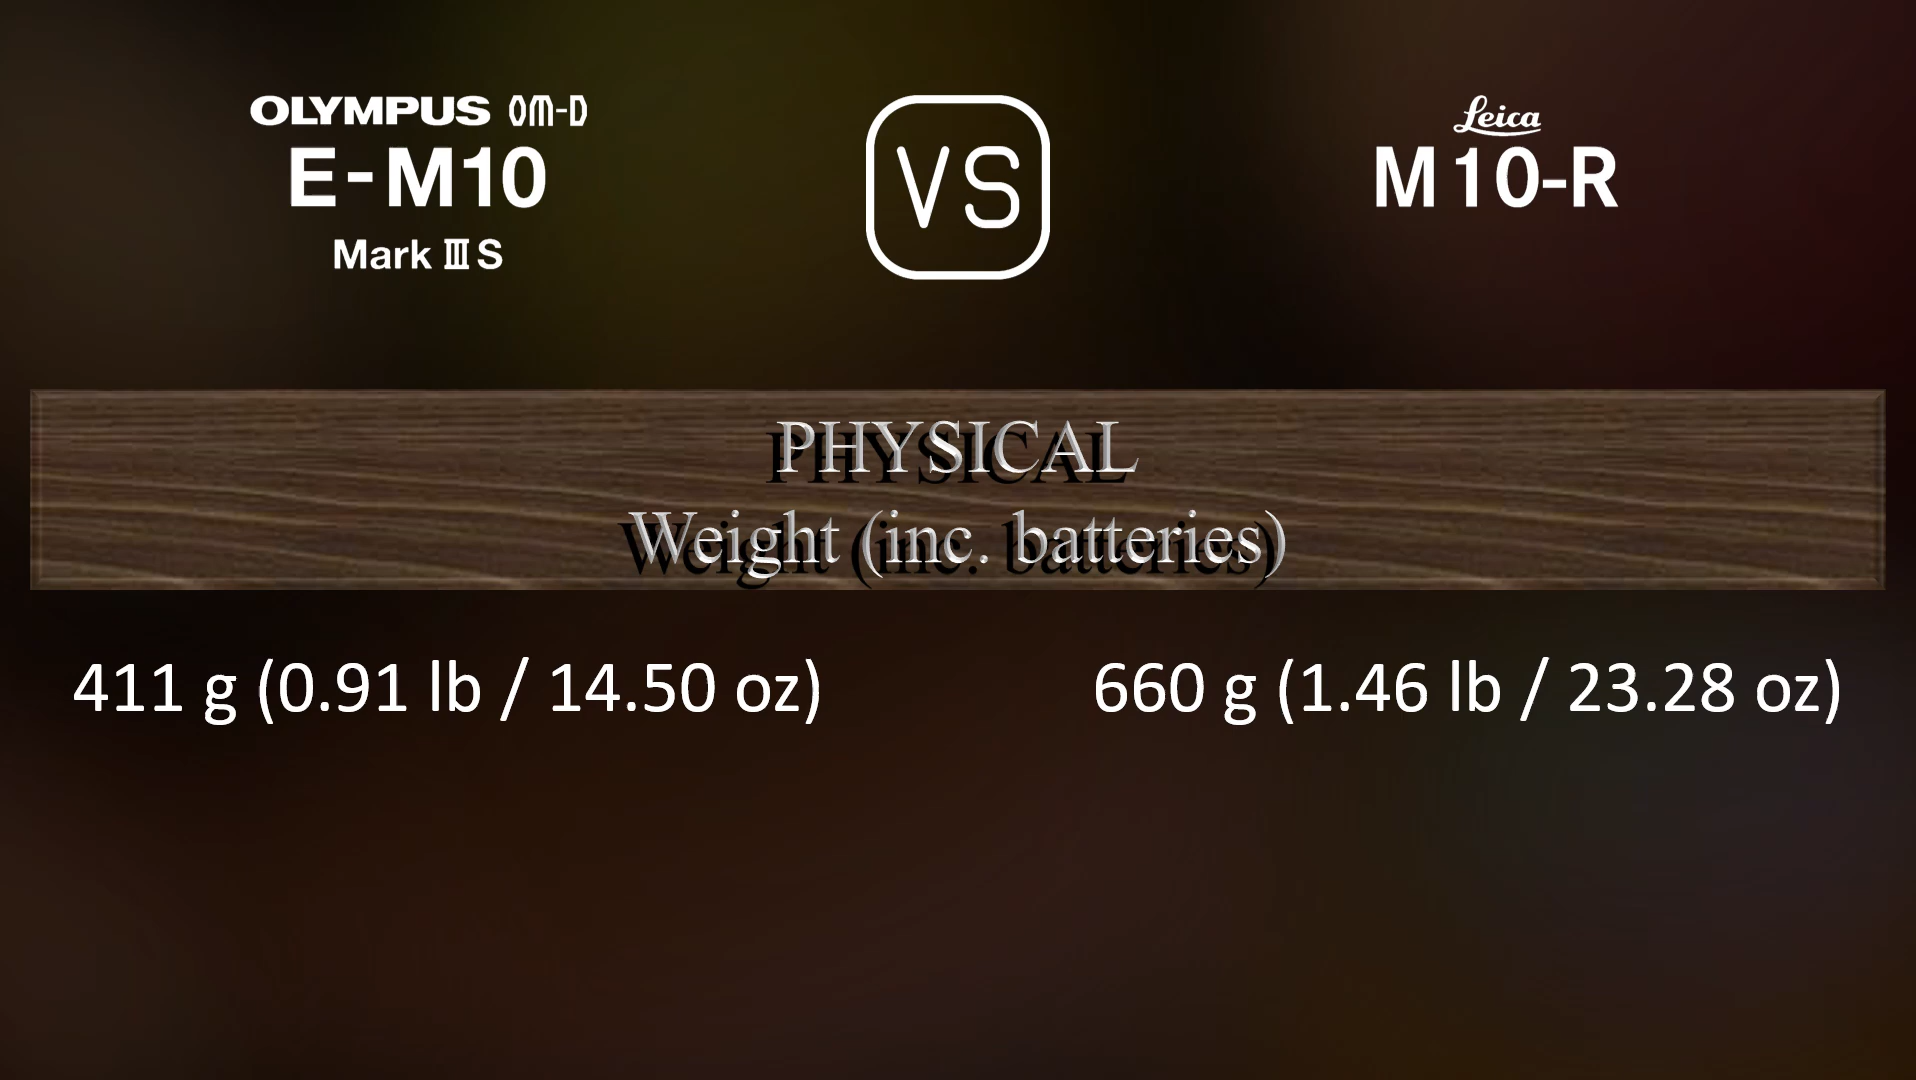 OLYMPUS OM-D
E-M10
Mark III S
VS
Leica
M10-R
PHYSICAL
Weight (inc. batteries)
411 g (0.91 lb / 14.50 oz)
660 g (1.46 lb / 23.28 oz)